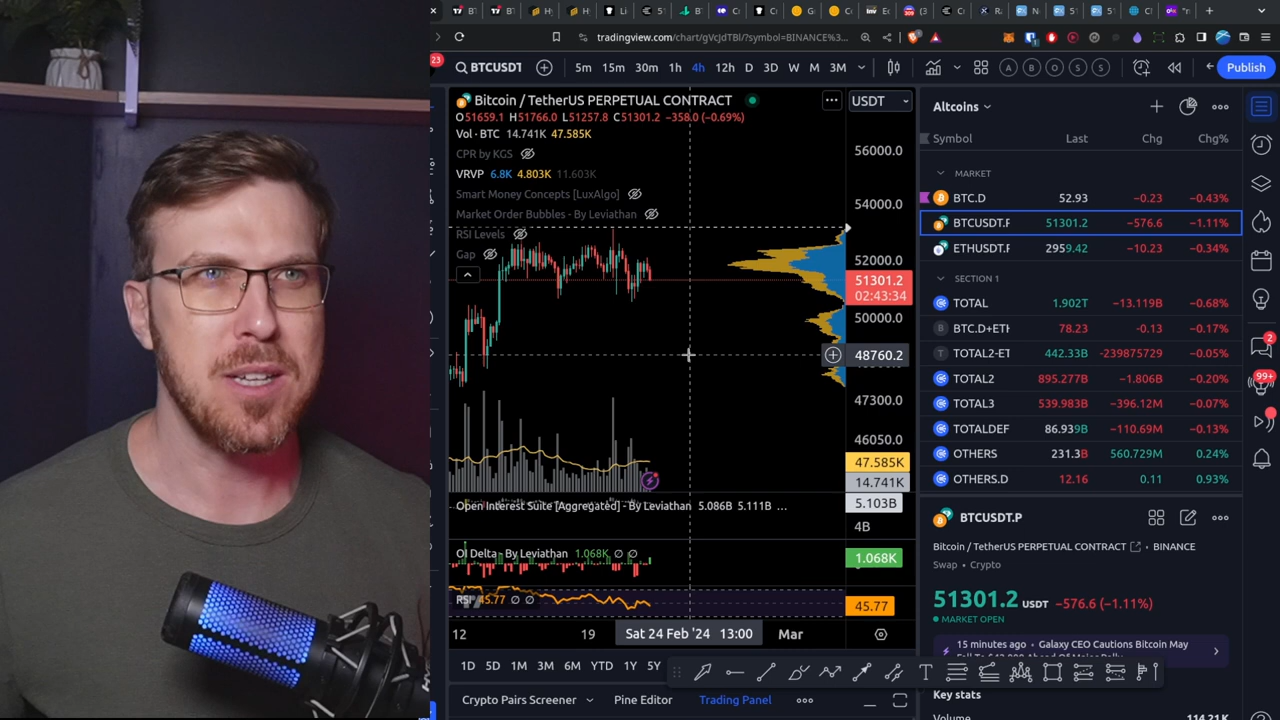 tradingview.com/chart/gVcJdTBl/?symbol=BINANCE%3...
23
BTCUSDT
5m 15m 30m 1h 4h 12h D 3D W M 3M
A B O S S
Publish
Bitcoin / TetherUS PERPETUAL CONTRACT
USDT
O51659.1 H51766.0 L51257.8 C51301.2 −358.0 (−0.69%)
Vol · BTC 14.741K 47.585K
CPR by KGS
VRVP 6.8K 4.803K 11.603K
Smart Money Concepts [LuxAlgo]
Market Order Bubbles - By Leviathan
RSI Levels
Gap
56000.0
54000.0
52000.0
51301.2
02:43:34
50000.0
48760.2
47300.0
46050.0
47.585K
14.741K
5.103B
Open Interest Suite [Aggregated] - By Leviathan 5.086B 5.111B ...
4B
OI Delta - By Leviathan 1.068K ∅ ∅
1.068K
RSI 45.77 ∅ ∅
45.77
12 19 Sat 24 Feb '24 13:00 Mar
1D 5D 1M 3M 6M YTD 1Y 5Y
Crypto Pairs Screener Pine Editor Trading Panel
Altcoins
Symbol Last Chg Chg%
MARKET
BTC.D 52.93 −0.23 −0.43%
BTCUSDT.F 51301.2 −576.6 −1.11%
ETHUSDT.F 2959.42 −10.23 −0.34%
SECTION 1
TOTAL 1.902T −13.119B −0.68%
BTC.D+ETH 78.23 −0.13 −0.17%
TOTAL2-ET 442.33B -239875729 −0.05%
TOTAL2 895.277B −1.806B −0.20%
TOTAL3 539.983B −396.12M −0.07%
TOTALDEF 86.939B −110.69M −0.13%
OTHERS 231.3B 560.729M 0.24%
OTHERS.D 12.16 0.11 0.93%
2
99+
BTCUSDT.P
Bitcoin / TetherUS PERPETUAL CONTRACT · BINANCE
Swap · Crypto
51301.2 USDT −576.6 (−1.11%)
MARKET OPEN
15 minutes ago · Galaxy CEO Cautions Bitcoin May
Key stats
Volume 114.21K